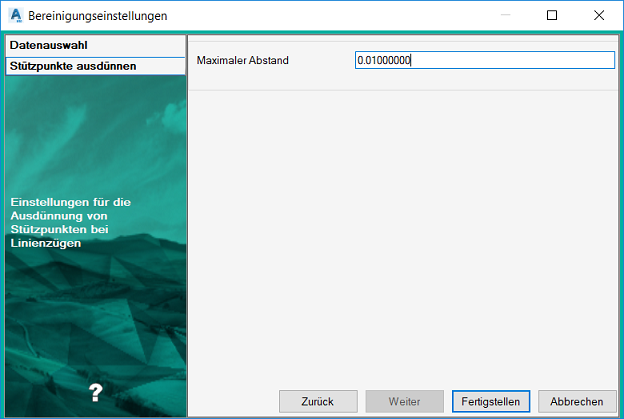 Bereinigungseinstellungen
Datenauswahl
Stützpunkte ausdünnen
Maximaler Abstand
0.01000000
Einstellungen für die
Ausdünnung von
Stützpunkten bei
Linienzügen
?
Zurück
Weiter
Fertigstellen
Abbrechen